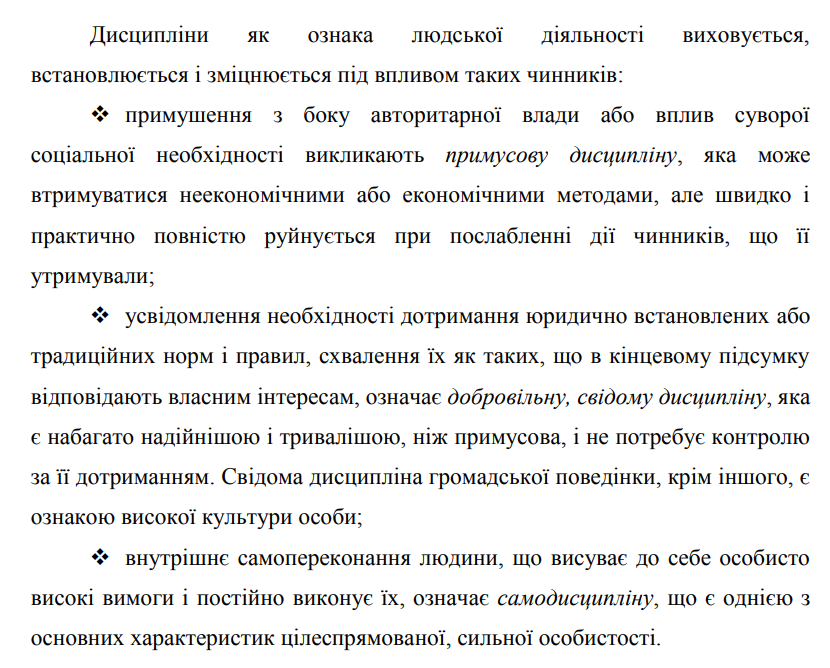 Дисципліни як ознака людської діяльності виховується,
встановлюється і зміцнюється під впливом таких чинників:
❖ примушення з боку авторитарної влади або вплив суворої
соціальної необхідності викликають примусову дисципліну, яка може
втримуватися неекономічними або економічними методами, але швидко і
практично повністю руйнується при послабленні дії чинників, що її
утримували;
❖ усвідомлення необхідності дотримання юридично встановлених або
традиційних норм і правил, схвалення їх як таких, що в кінцевому підсумку
відповідають власним інтересам, означає добровільну, свідому дисципліну, яка
є набагато надійнішою і тривалішою, ніж примусова, і не потребує контролю
за її дотриманням. Свідома дисципліна громадської поведінки, крім іншого, є
ознакою високої культури особи;
❖ внутрішнє самопереконання людини, що висуває до себе особисто
високі вимоги і постійно виконує їх, означає самодисципліну, що є однією з
основних характеристик цілеспрямованої, сильної особистості.